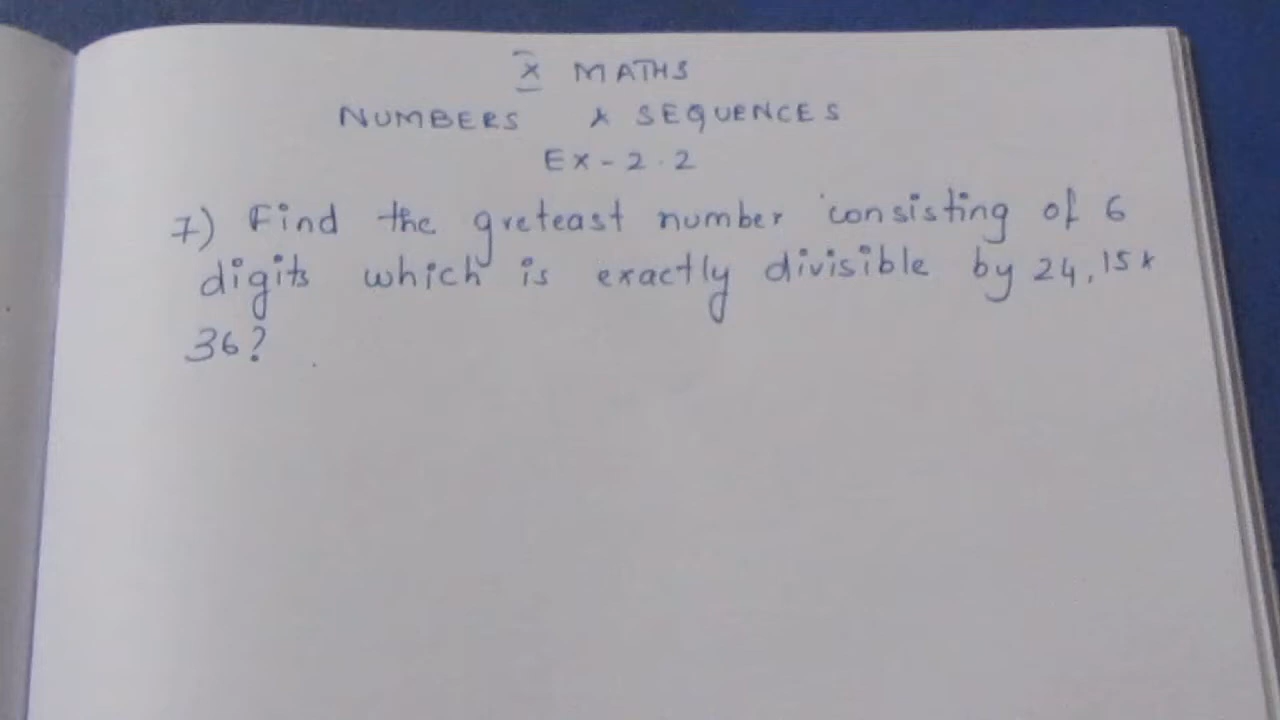 X MATHS
NUMBERS & SEQUENCES
Ex - 2.2
7) Find the greteast number consisting of 6
digits which is exactly divisible by 24, 15 &
36?